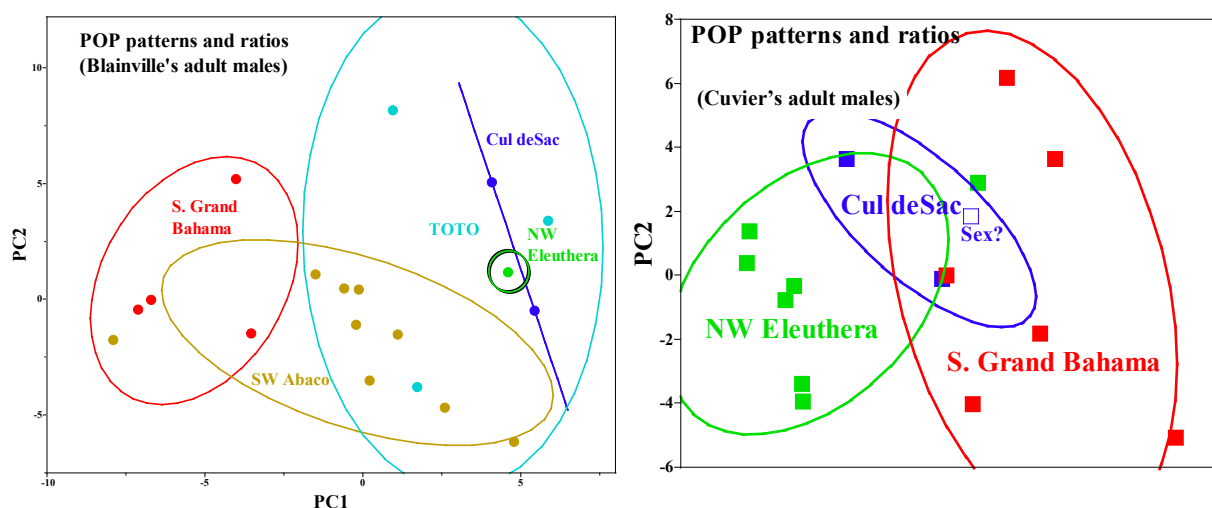 POP patterns and ratios
(Blainville's adult males)
10
5
0
-5
-10
-5
0
5
PC2
PC1
S. Grand
Bahama
TOTO
Cul deSac
NW
Eleuthera
SW Abaco
POP patterns and ratios
(Cuvier’s adult males)
8
6
4
2
0
-2
-4
-6
PC2
Cul deSac
Sex?
NW Eleuthera
S. Grand Bahama